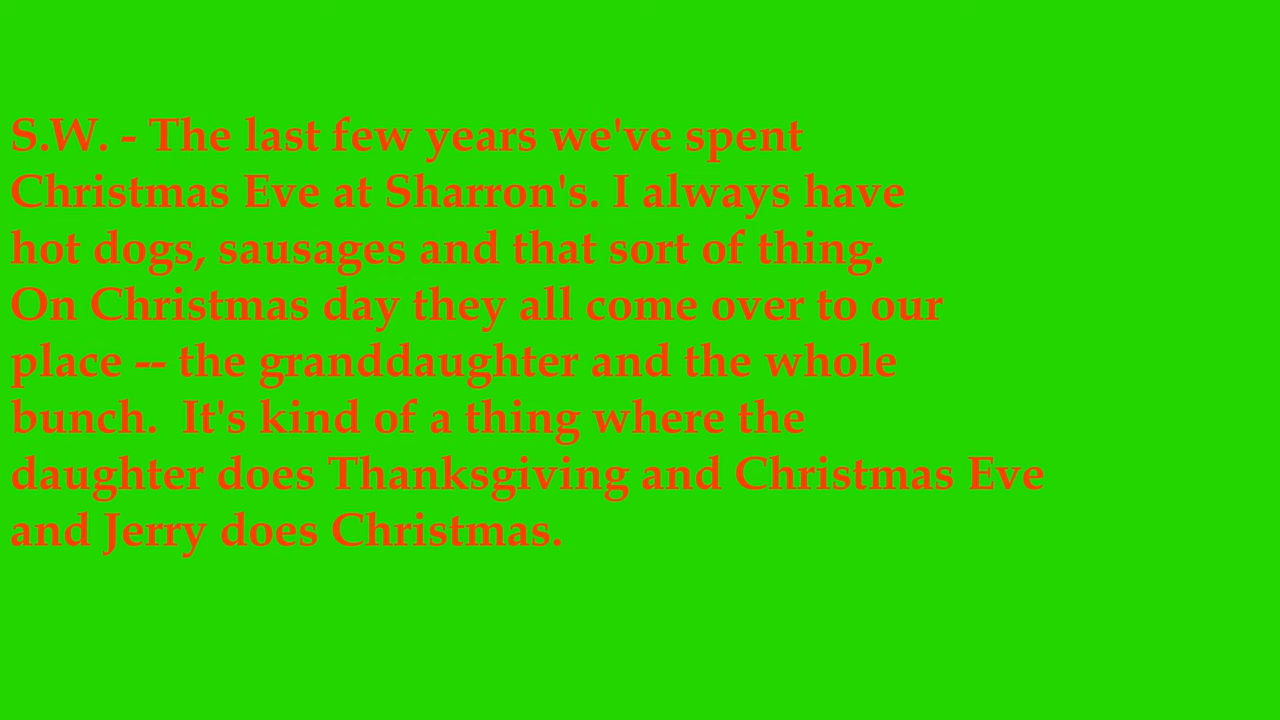 S.W. - The last few years we've spent
Christmas Eve at Sharron's. I always have
hot dogs, sausages and that sort of thing.
On Christmas day they all come over to our
place -- the granddaughter and the whole
bunch.  It's kind of a thing where the
daughter does Thanksgiving and Christmas Eve
and Jerry does Christmas.